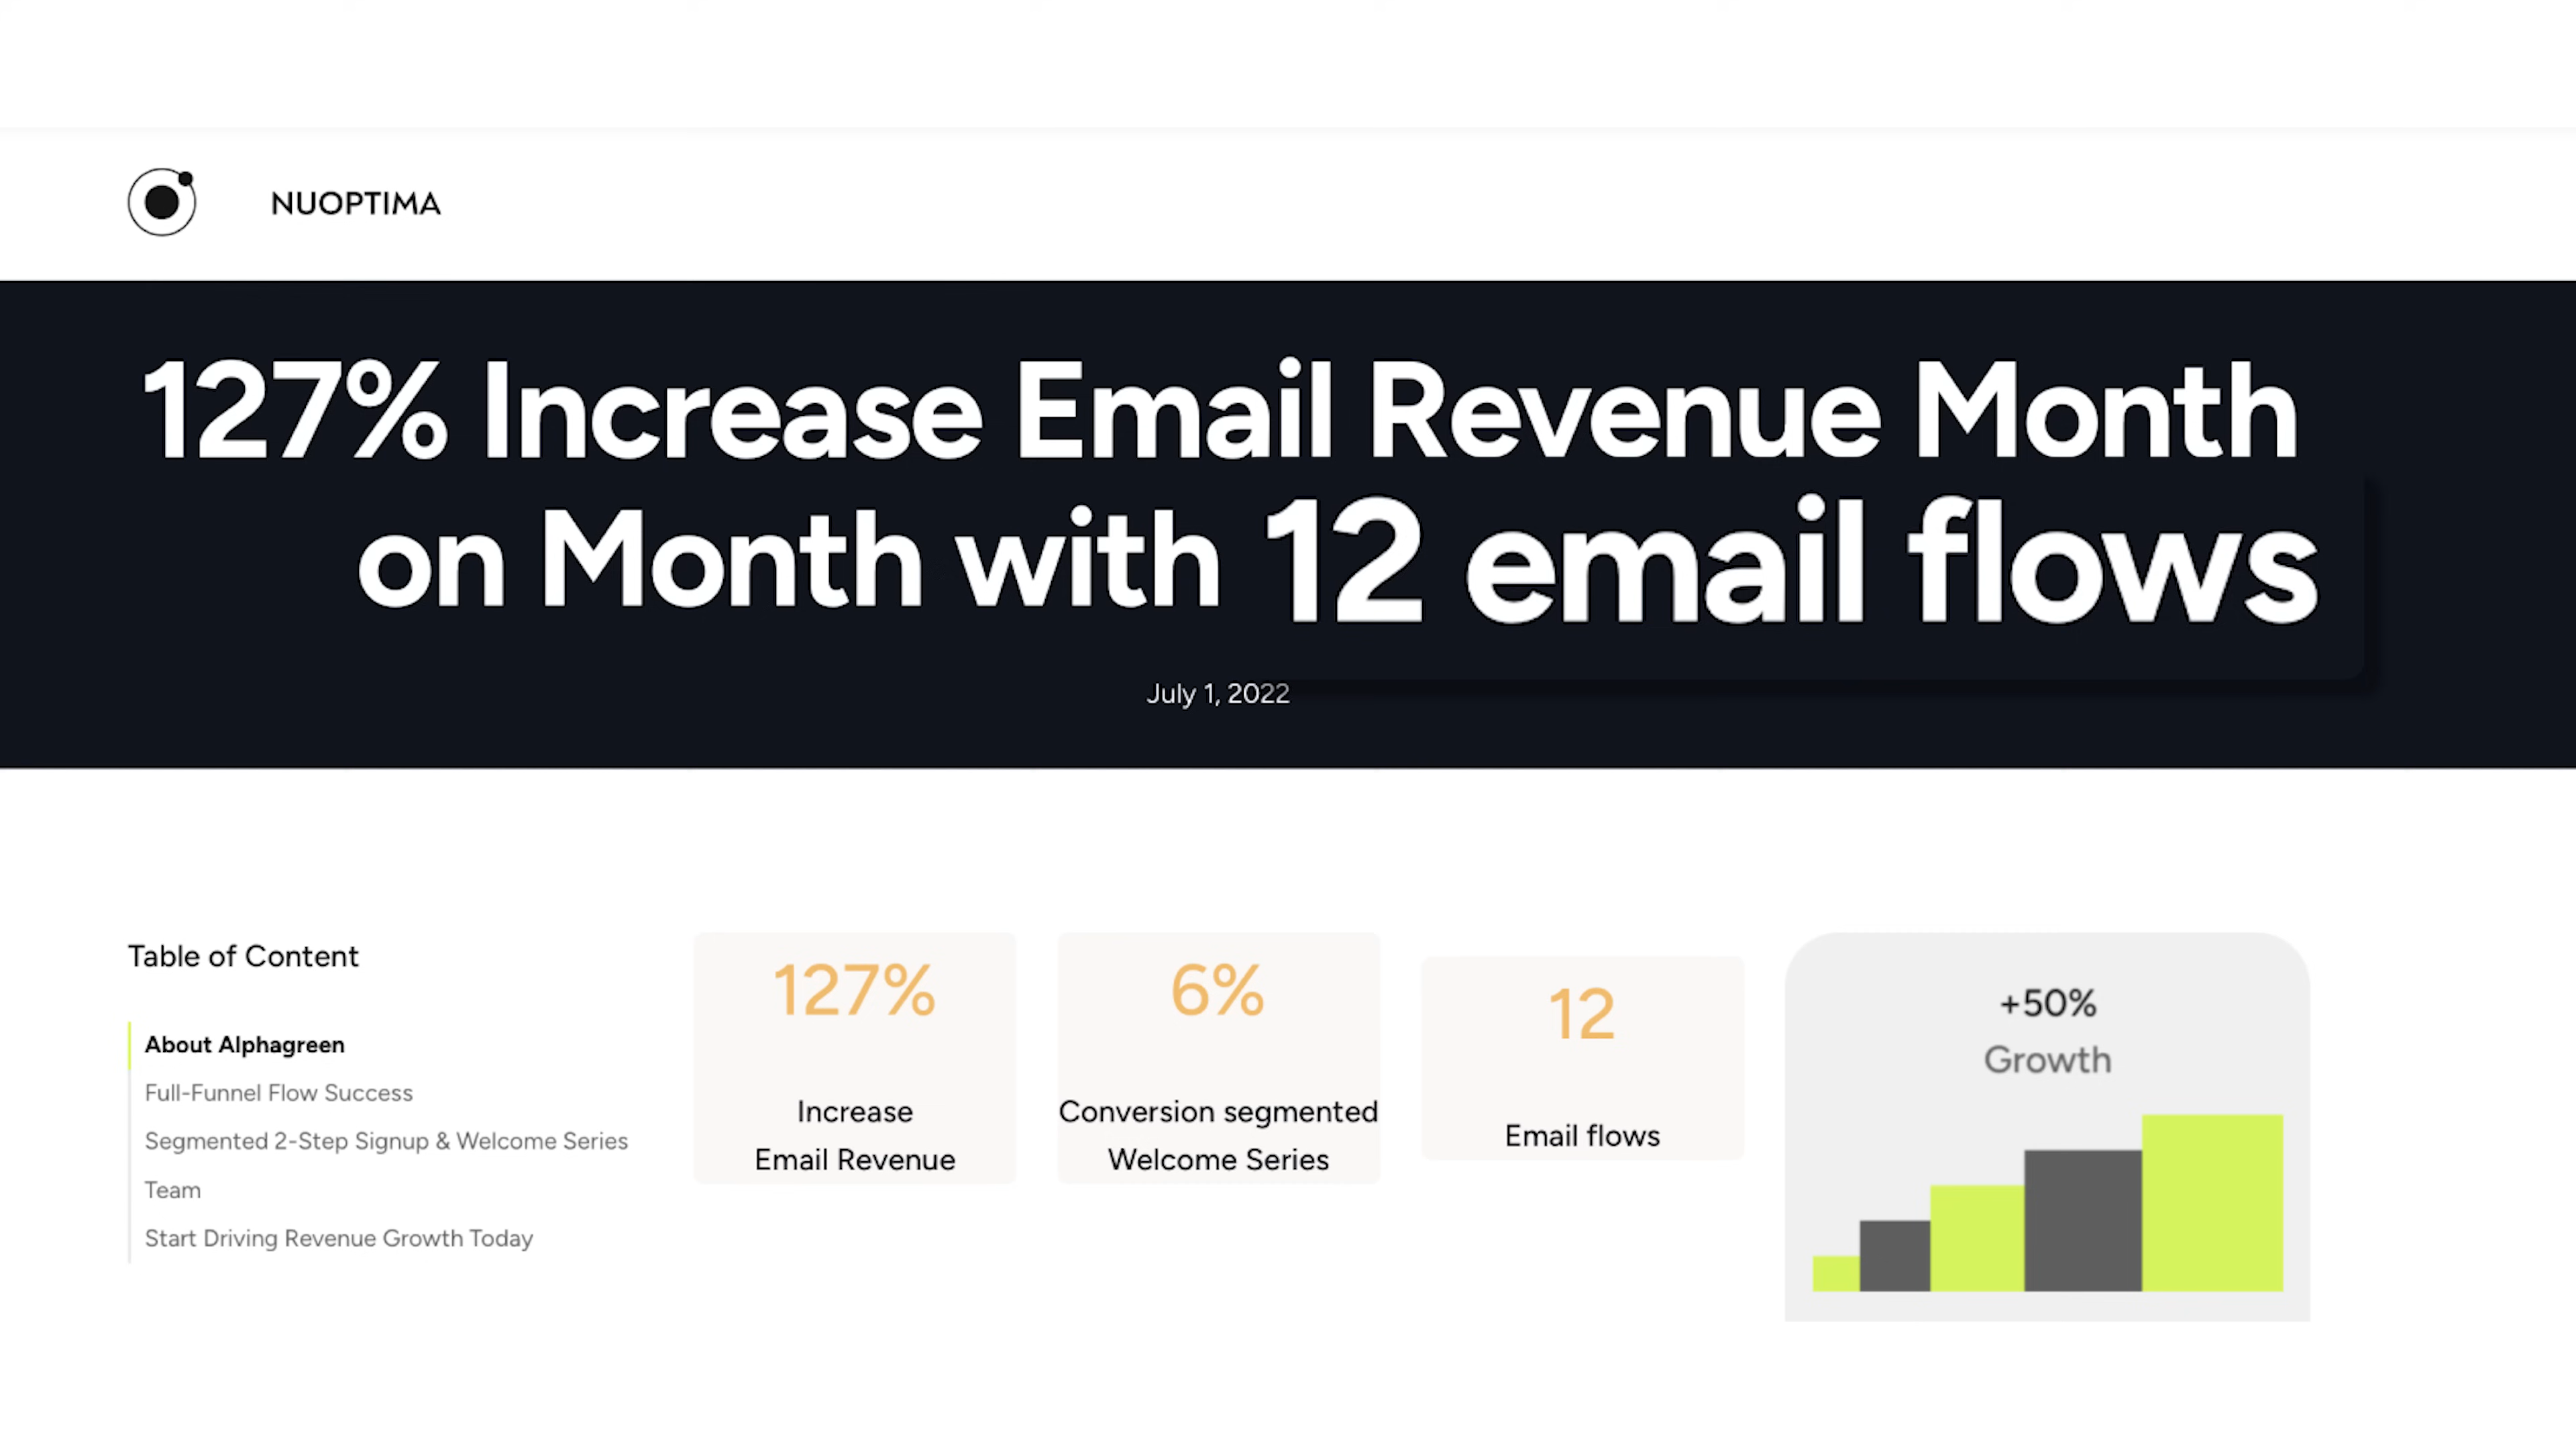 NUOPTIMA
127% Increase Email Revenue Month
on Month with 12 email flows
July 1, 2022
Table of Content
About Alphagreen
Full-Funnel Flow Success
Segmented 2-Step Signup & Welcome Series
Team
Start Driving Revenue Growth Today
127%
Increase
Email Revenue
6%
Conversion segmented
Welcome Series
12
Email flows
+50%
Growth